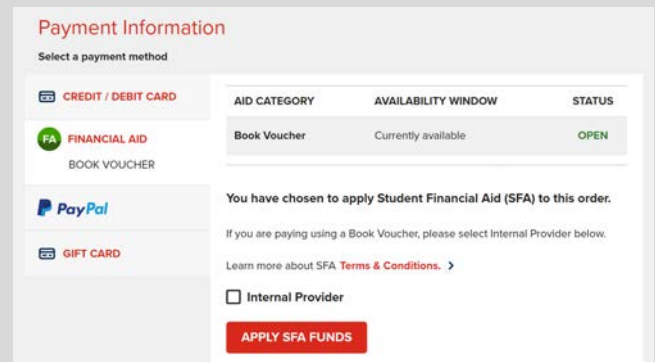 Payment Information
Select a payment method
CREDIT / DEBIT CARD
FA FINANCIAL AID
BOOK VOUCHER
PayPal
GIFT CARD
AID CATEGORY AVAILABILITY WINDOW STATUS
Book Voucher Currently available OPEN
You have chosen to apply Student Financial Aid (SFA) to this order.
If you are paying using a Book Voucher, please select Internal Provider below.
Learn more about SFA Terms & Conditions. >
Internal Provider
APPLY SFA FUNDS